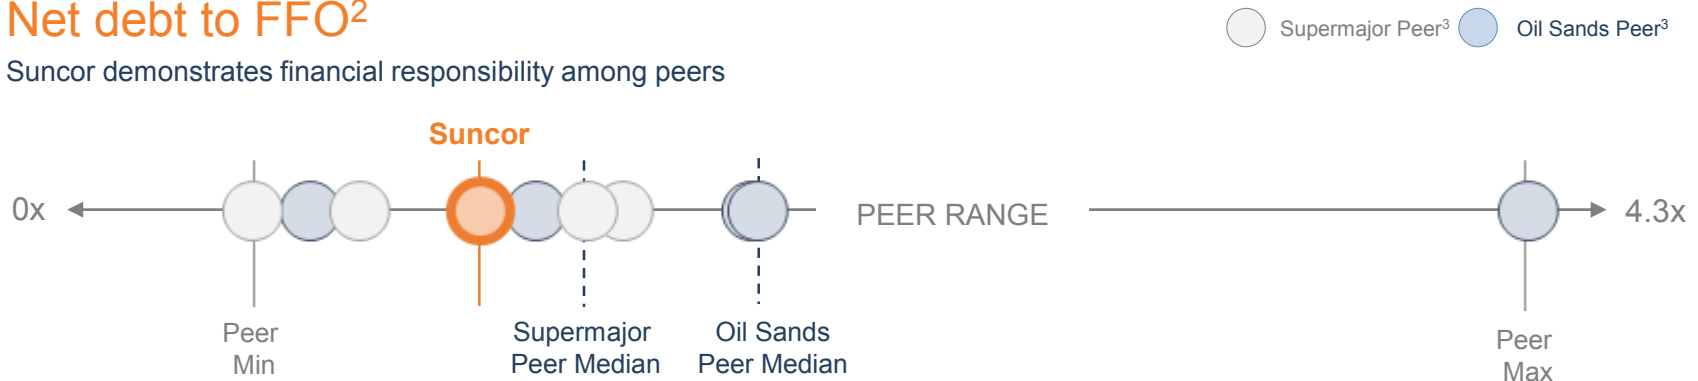 Net debt to FFO²
Supermajor Peer³
Oil Sands Peer³
Suncor demonstrates financial responsibility among peers
Suncor
0x
PEER RANGE
4.3x
Peer
Min
Supermajor
Peer Median
Oil Sands
Peer Median
Peer
Max